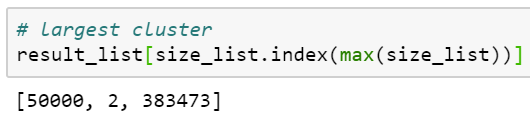 # largest cluster
result_list[size_list.index(max(size_list))]
[50000, 2, 383473]